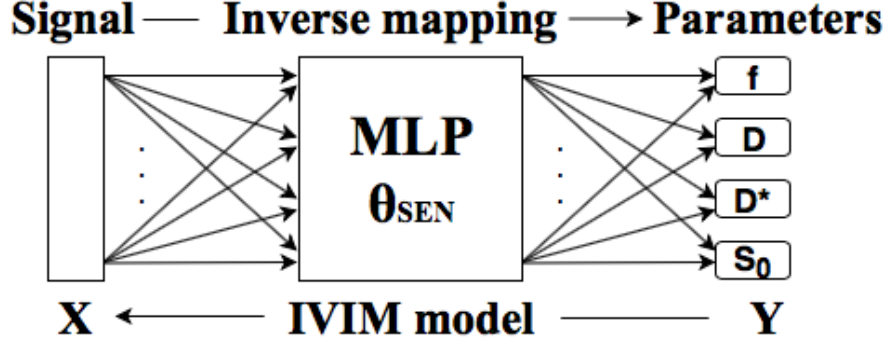 Signal Inverse mapping Parameters
f
MLP D
θSEN D*
S0
X IVIM model Y